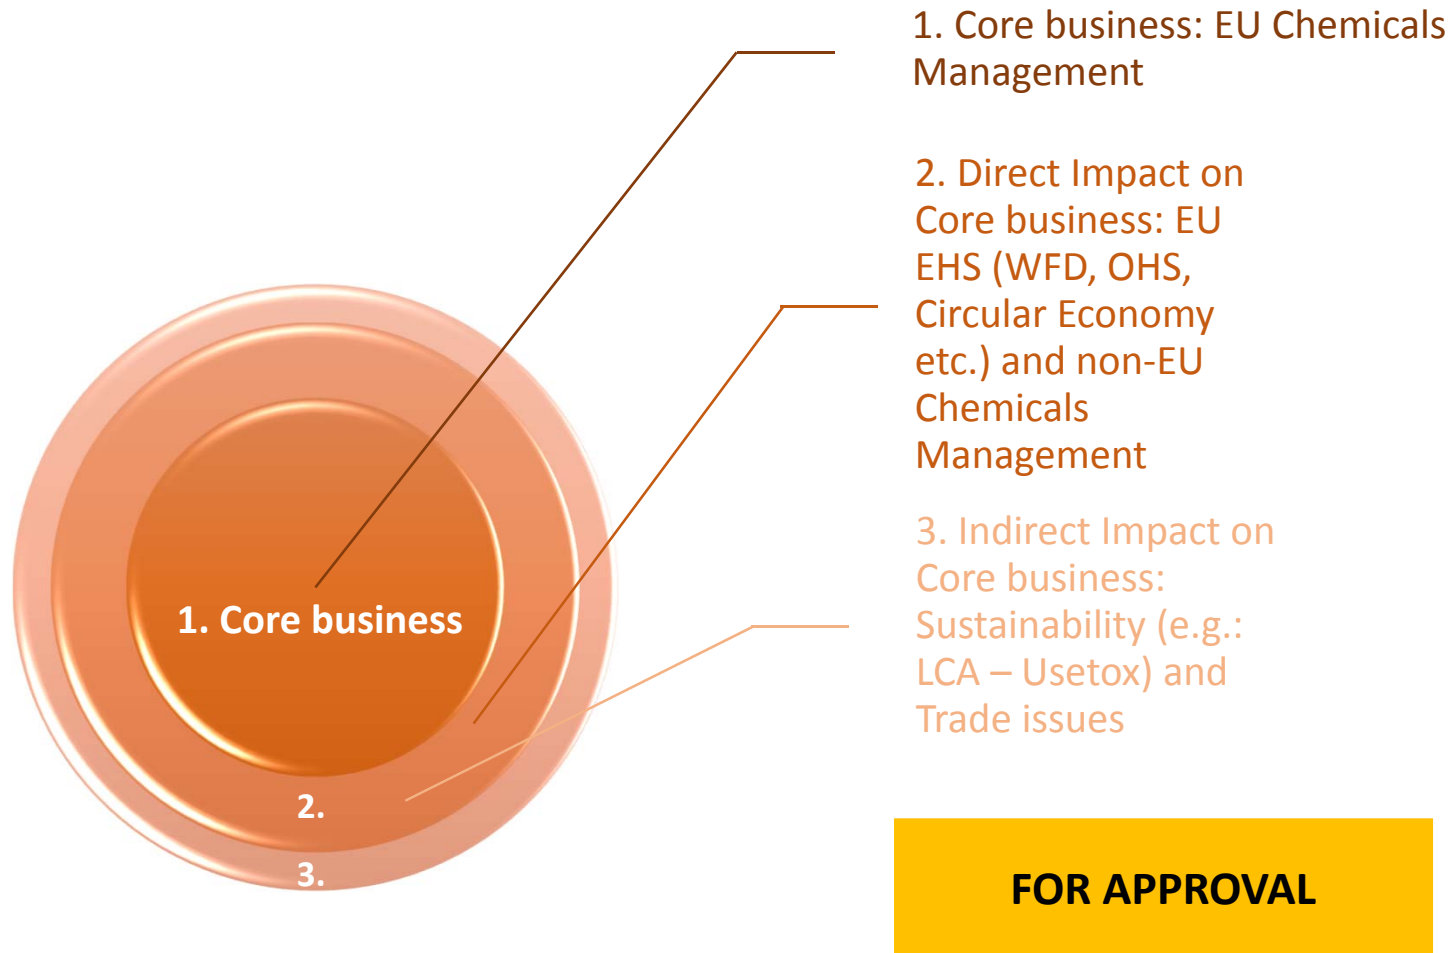 1. Core business: EU Chemicals
Management
2. Direct Impact on
Core business: EU
EHS (WFD, OHS,
Circular Economy
etc.) and non-EU
Chemicals
Management
3. Indirect Impact on
Core business:
Sustainability (e.g.:
LCA – Usetox) and
Trade issues
1. Core business
2.
3.
FOR APPROVAL